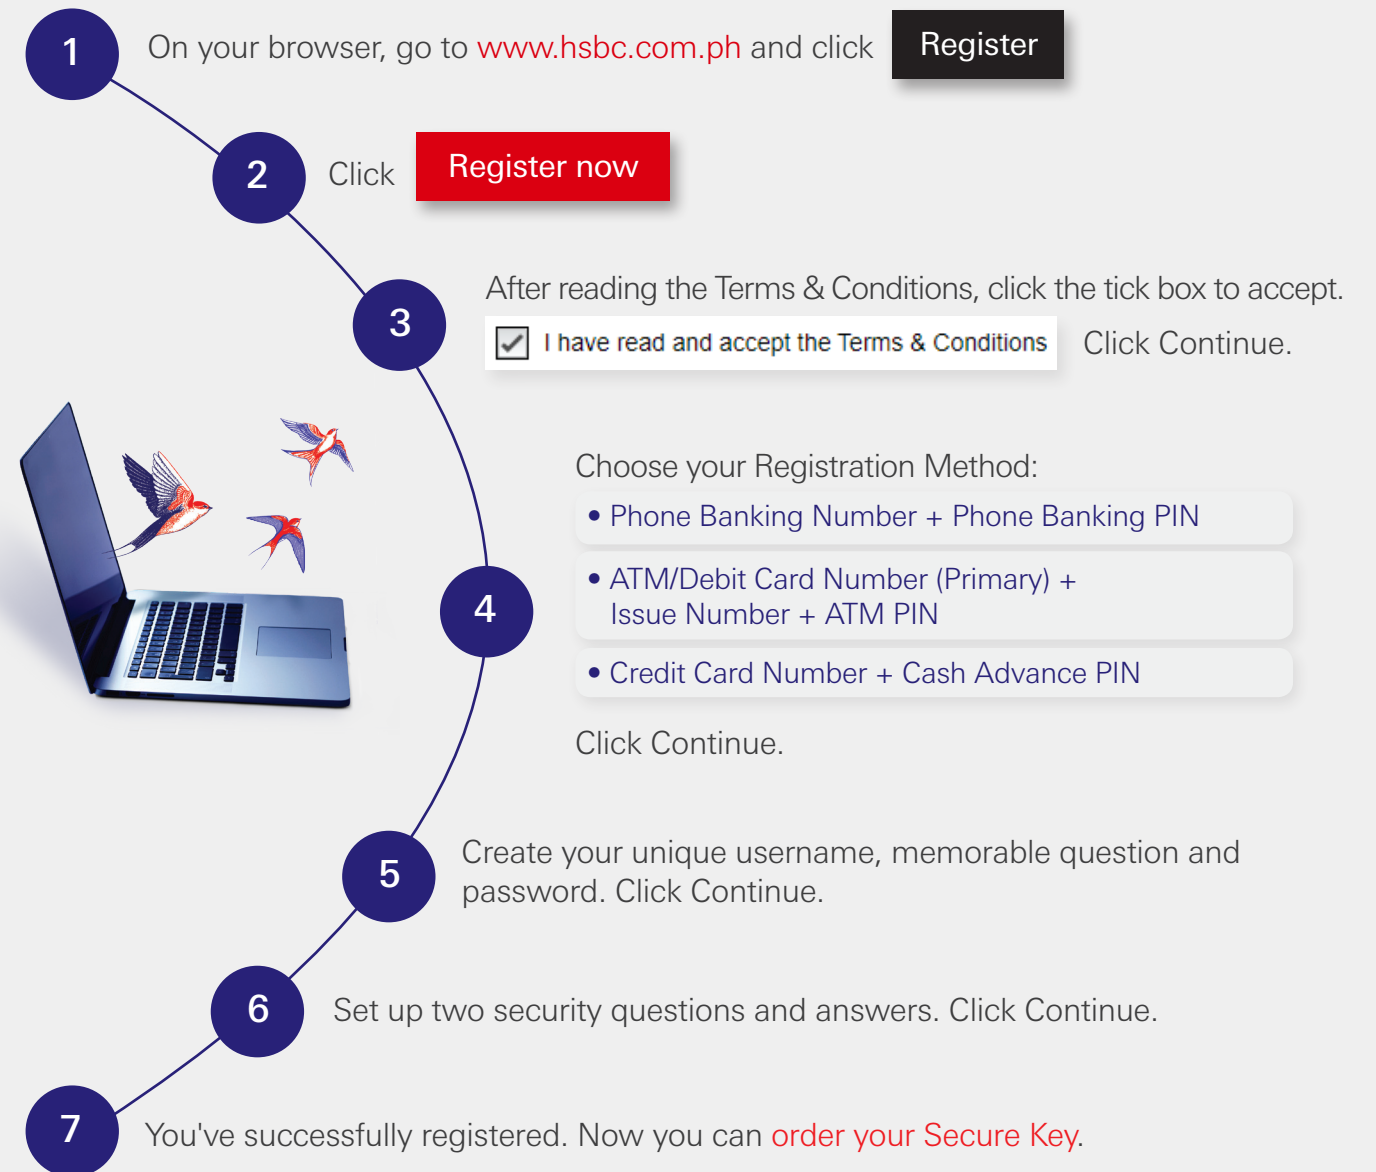 1
On your browser, go to www.hsbc.com.ph and click Register
2
Click Register now
3
After reading the Terms & Conditions, click the tick box to accept.
I have read and accept the Terms & Conditions Click Continue.
4
Choose your Registration Method:
• Phone Banking Number + Phone Banking PIN
• ATM/Debit Card Number (Primary) +
Issue Number + ATM PIN
• Credit Card Number + Cash Advance PIN
Click Continue.
5
Create your unique username, memorable question and
password. Click Continue.
6
Set up two security questions and answers. Click Continue.
7
You've successfully registered. Now you can order your Secure Key.